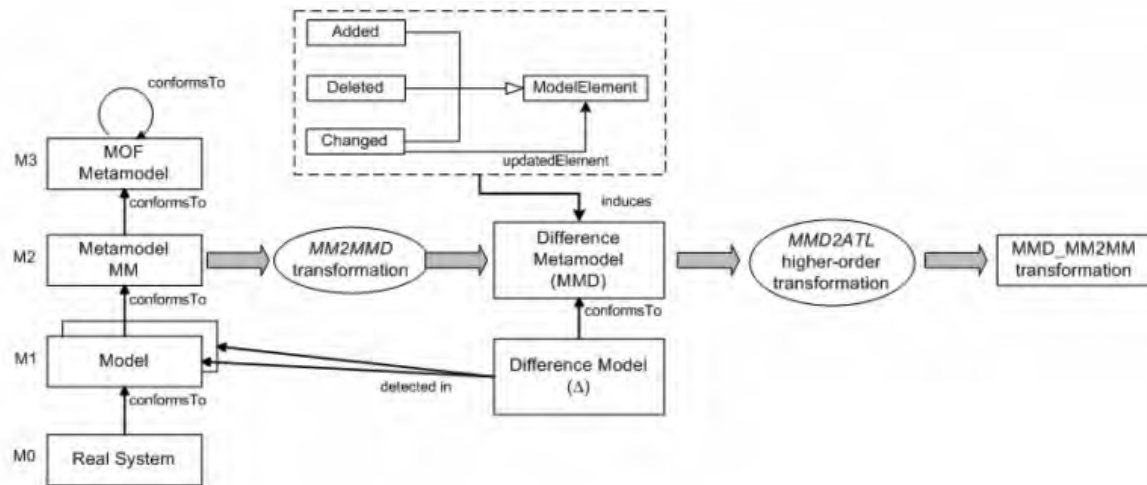 Added
Deleted
ModelElement
Changed
updatedElement
conformsTo
M3
MOF
Metamodel
conformsTo
induces
M2
Metamodel
MM
MM2MMD
transformation
Difference
Metamodel
(MMD)
MMD2ATL
higher-order
transformation
MMD_MM2MM
transformation
conformsTo
conformsTo
M1
Model
detected in
Difference Model
(Δ)
conformsTo
M0
Real System